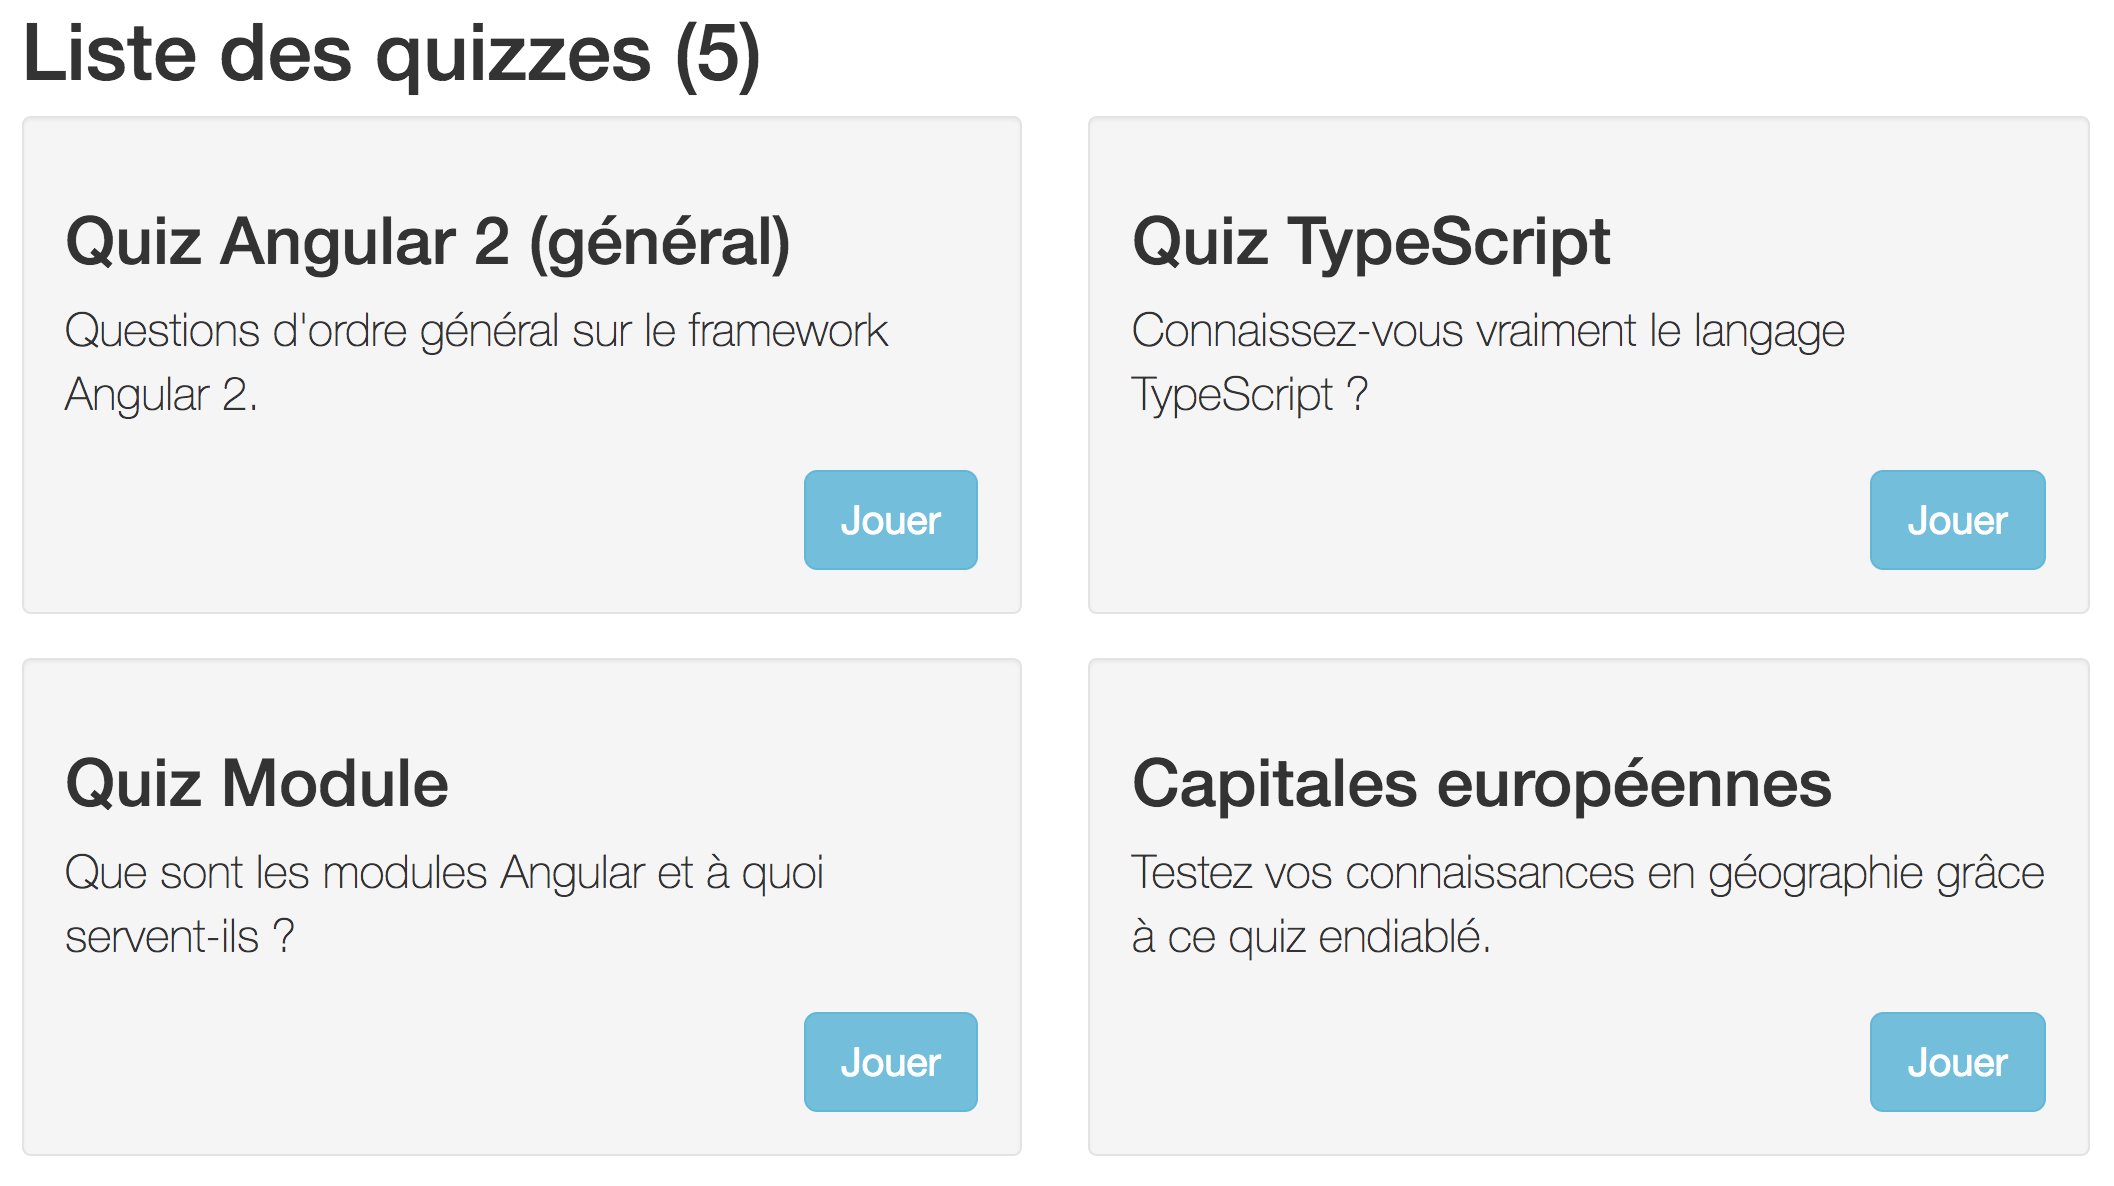 Liste des quizzes (5)
Quiz Angular 2 (général)
Questions d'ordre général sur le framework
Angular 2.
Jouer
Quiz TypeScript
Connaissez-vous vraiment le langage
TypeScript ?
Jouer
Quiz Module
Que sont les modules Angular et à quoi
servent-ils ?
Jouer
Capitales européennes
Testez vos connaissances en géographie grâce
à ce quiz endiablé.
Jouer